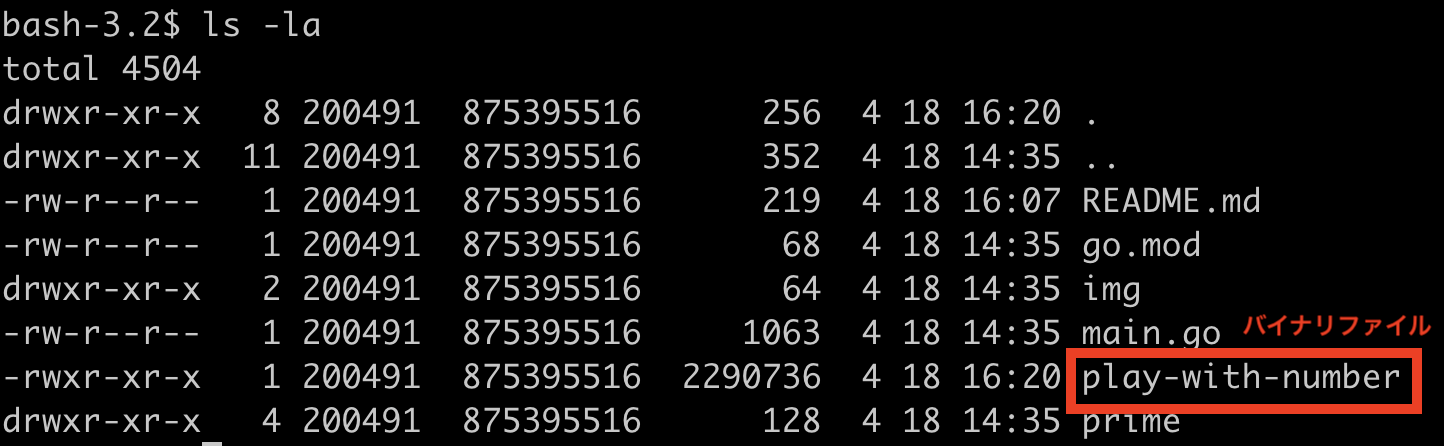 bash-3.2$ ls -la
total 4504
drwxr-xr-x   8 200491  875395516      256  4 18 16:20 .
drwxr-xr-x  11 200491  875395516      352  4 18 14:35 ..
-rw-r--r--   1 200491  875395516      219  4 18 16:07 README.md
-rw-r--r--   1 200491  875395516       68  4 18 14:35 go.mod
drwxr-xr-x   2 200491  875395516       64  4 18 14:35 img
-rw-r--r--   1 200491  875395516     1063  4 18 14:35 main.go バイナリファイル
-rwxr-xr-x   1 200491  875395516  2290736  4 18 16:20 play-with-number
drwxr-xr-x   4 200491  875395516      128  4 18 14:35 prime